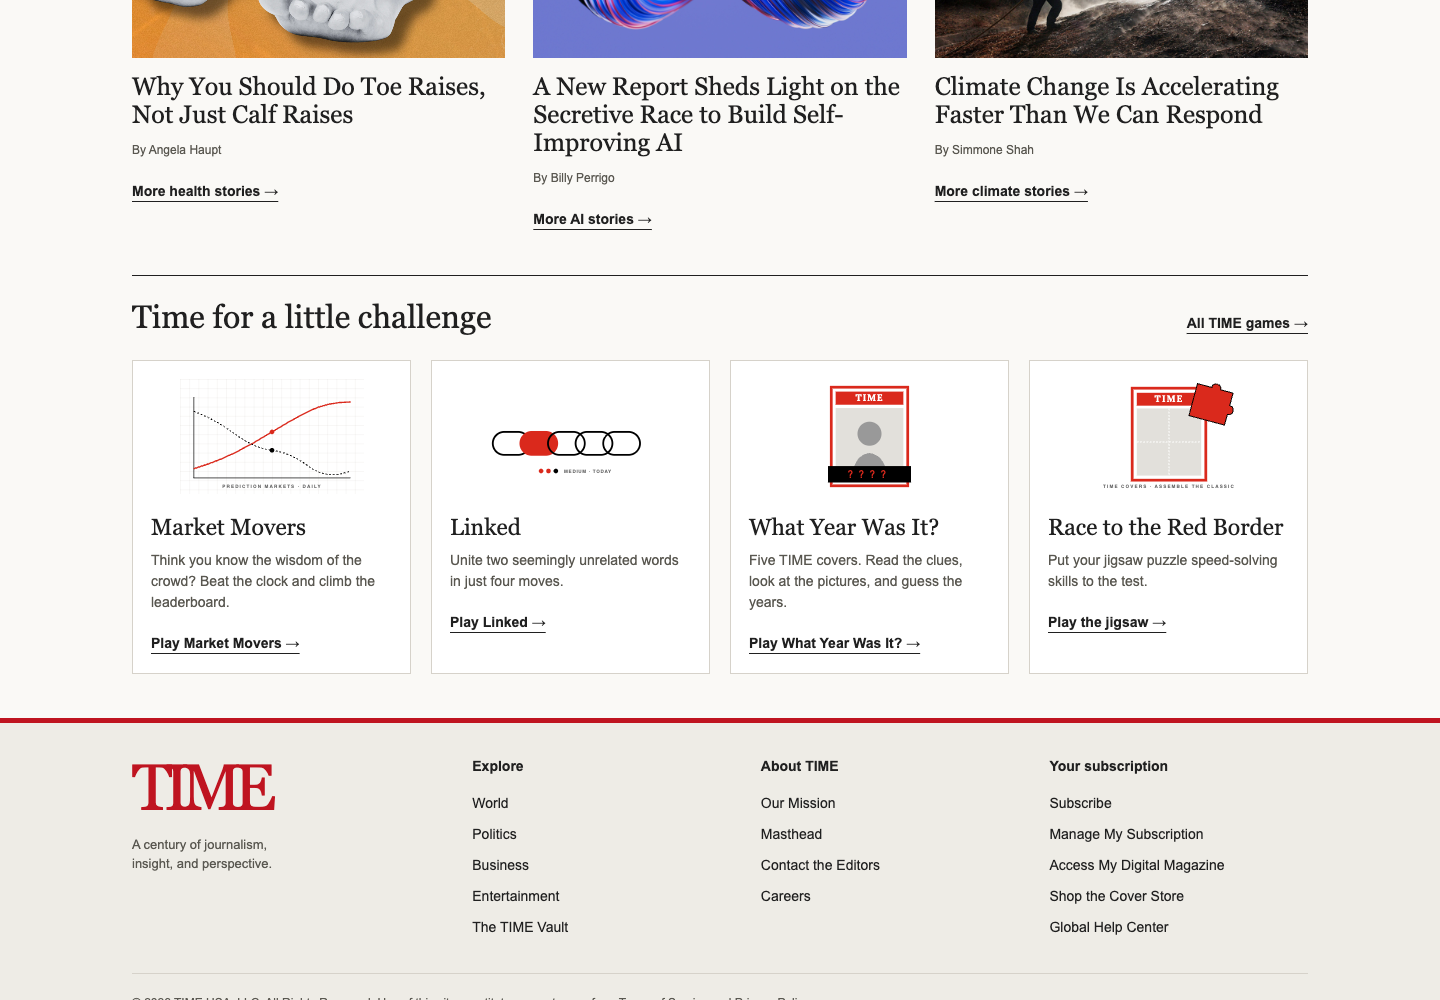 Why You Should Do Toe Raises,
Not Just Calf Raises
By Angela Haupt
More health stories →
A New Report Sheds Light on the
Secretive Race to Build Self-
Improving AI
By Billy Perrigo
More AI stories →
Climate Change Is Accelerating
Faster Than We Can Respond
By Simmone Shah
More climate stories →
Time for a little challenge
All TIME games →
PREDICTION MARKETS · DAILY
Market Movers
Think you know the wisdom of the
crowd? Beat the clock and climb the
leaderboard.
Play Market Movers →
MEDIUM · TODAY
Linked
Unite two seemingly unrelated words
in just four moves.
Play Linked →
TIME
? ? ? ?
What Year Was It?
Five TIME covers. Read the clues,
look at the pictures, and guess the
years.
Play What Year Was It? →
TIME
TIME COVERS · ASSEMBLE THE CLASSIC
Race to the Red Border
Put your jigsaw puzzle speed-solving
skills to the test.
Play the jigsaw →
TIME
A century of journalism,
insight, and perspective.
Explore
World
Politics
Business
Entertainment
The TIME Vault
About TIME
Our Mission
Masthead
Contact the Editors
Careers
Your subscription
Subscribe
Manage My Subscription
Access My Digital Magazine
Shop the Cover Store
Global Help Center